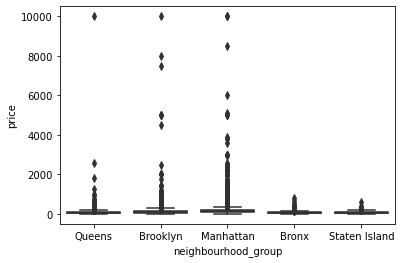 10000
8000
6000
4000
2000
0
price
Queens
Brooklyn
Manhattan
Bronx
Staten Island
neighbourhood_group